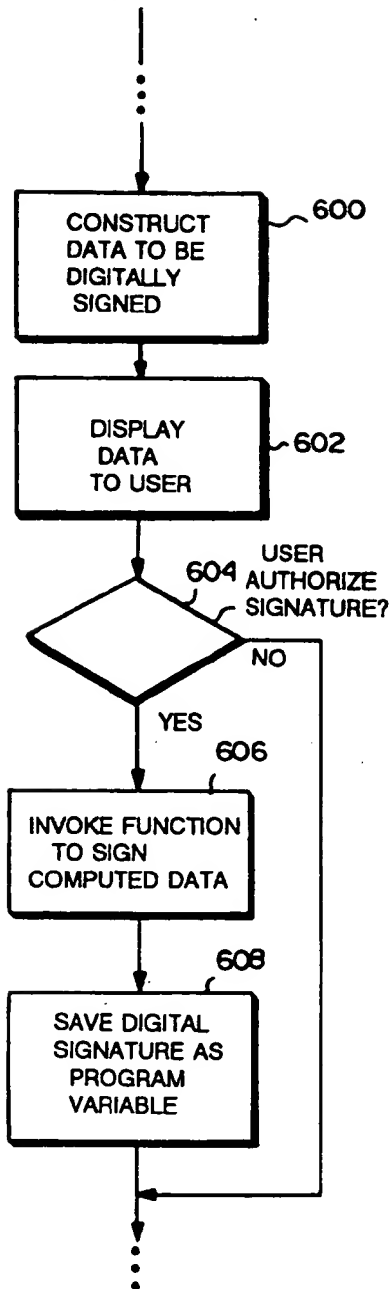 CONSTRUCT
DATA TO BE
DIGITALLY
SIGNED
600
DISPLAY
DATA
TO USER
602
604
USER
AUTHORIZE
SIGNATURE?
NO
YES
606
INVOKE FUNCTION
TO SIGN
COMPUTED DATA
608
SAVE DIGITAL
SIGNATURE AS
PROGRAM
VARIABLE